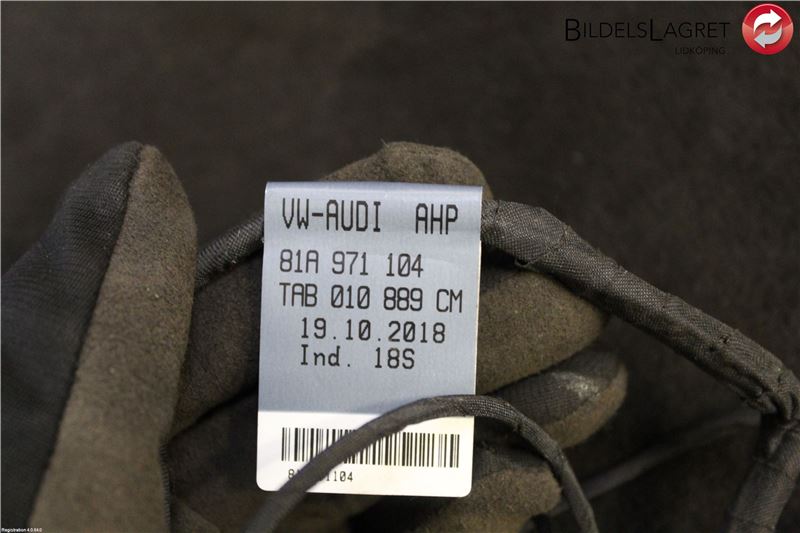 BILDELSLAGRET
LIDKÖPING
VW-AUDI AHP
81A 971 104
TAB 010 889 CM
19.10.2018
Ind. 18S